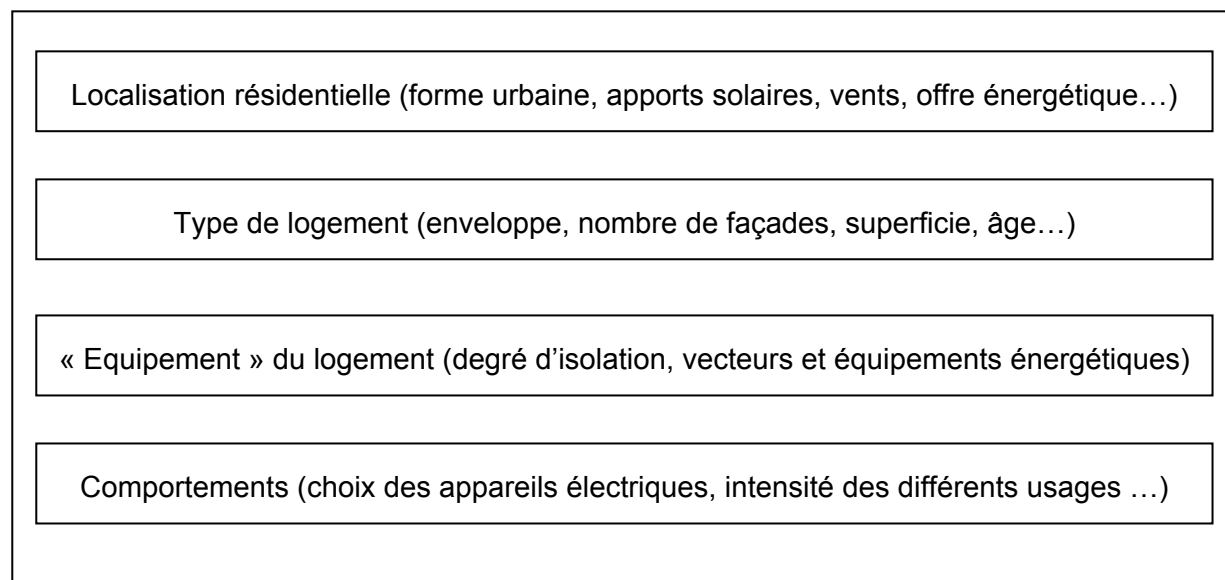 Localisation résidentielle (forme urbaine, apports solaires, vents, offre énergétique…)
Type de logement (enveloppe, nombre de façades, superficie, âge…)
« Equipement » du logement (degré d’isolation, vecteurs et équipements énergétiques)
Comportements (choix des appareils électriques, intensité des différents usages …)